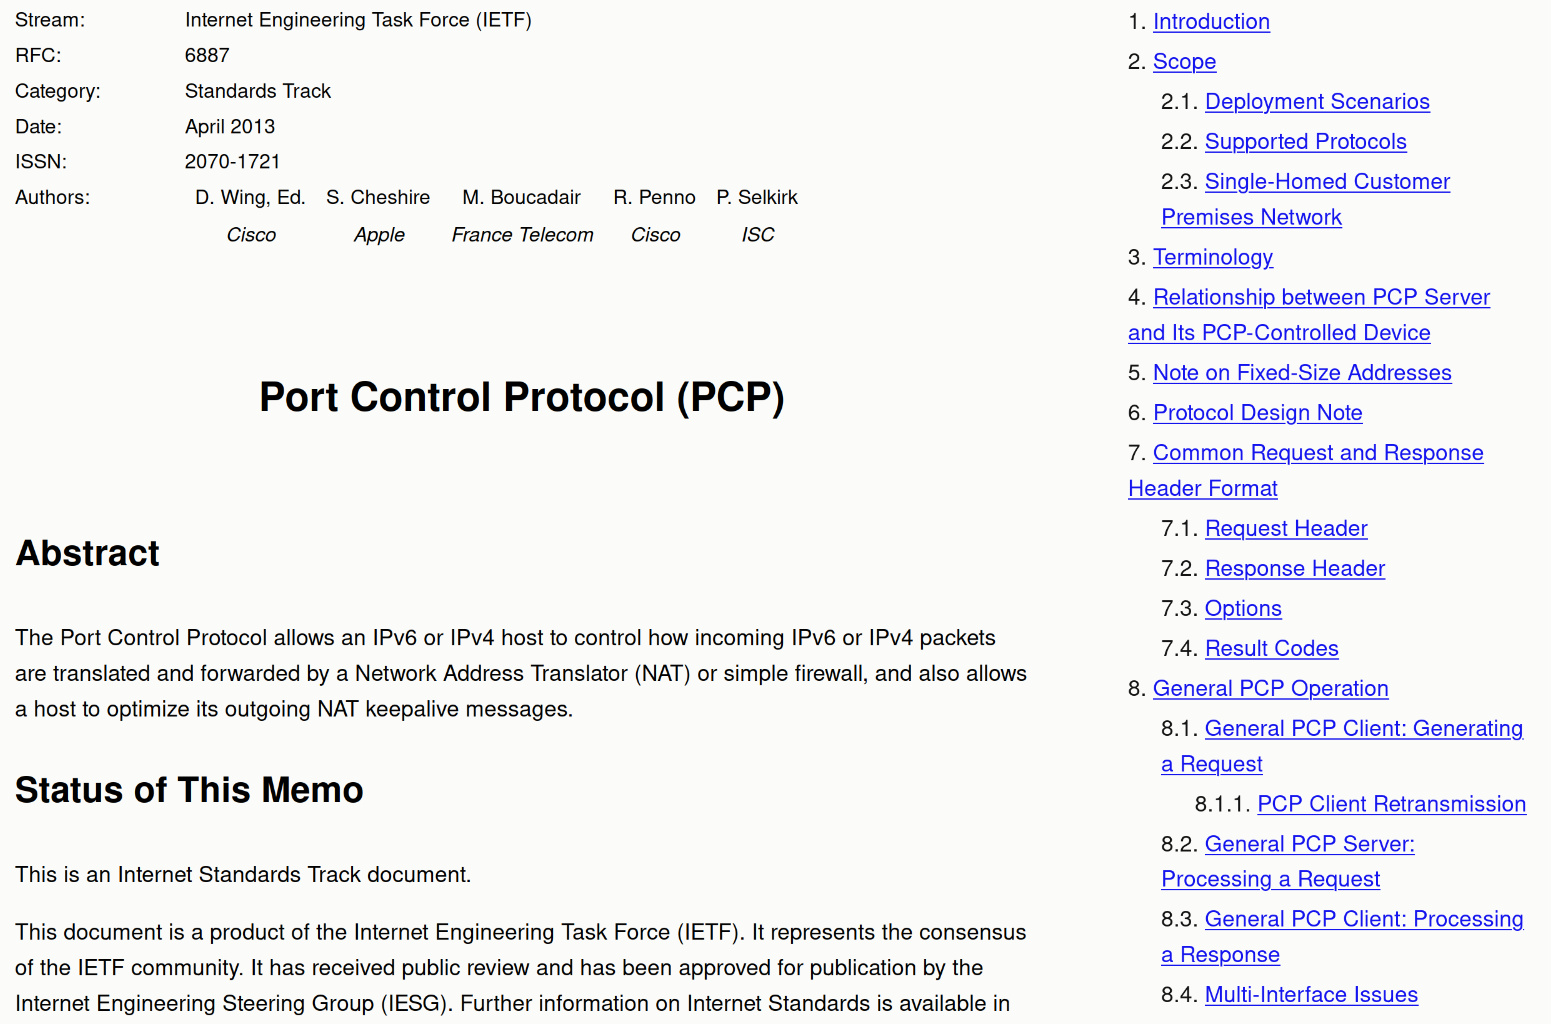 Stream: Internet Engineering Task Force (IETF)
RFC: 6887
Category: Standards Track
Date: April 2013
ISSN: 2070-1721
Authors: D. Wing, Ed. S. Cheshire M. Boucadair R. Penno P. Selkirk
Cisco Apple France Telecom Cisco ISC
Port Control Protocol (PCP)
Abstract
The Port Control Protocol allows an IPv6 or IPv4 host to control how incoming IPv6 or IPv4 packets
are translated and forwarded by a Network Address Translator (NAT) or simple firewall, and also allows
a host to optimize its outgoing NAT keepalive messages.
Status of This Memo
This is an Internet Standards Track document.
This document is a product of the Internet Engineering Task Force (IETF). It represents the consensus
of the IETF community. It has received public review and has been approved for publication by the
Internet Engineering Steering Group (IESG). Further information on Internet Standards is available in
1. Introduction
2. Scope
2.1. Deployment Scenarios
2.2. Supported Protocols
2.3. Single-Homed Customer
Premises Network
3. Terminology
4. Relationship between PCP Server
and Its PCP-Controlled Device
5. Note on Fixed-Size Addresses
6. Protocol Design Note
7. Common Request and Response
Header Format
7.1. Request Header
7.2. Response Header
7.3. Options
7.4. Result Codes
8. General PCP Operation
8.1. General PCP Client: Generating
a Request
8.1.1. PCP Client Retransmission
8.2. General PCP Server:
Processing a Request
8.3. General PCP Client: Processing
a Response
8.4. Multi-Interface Issues